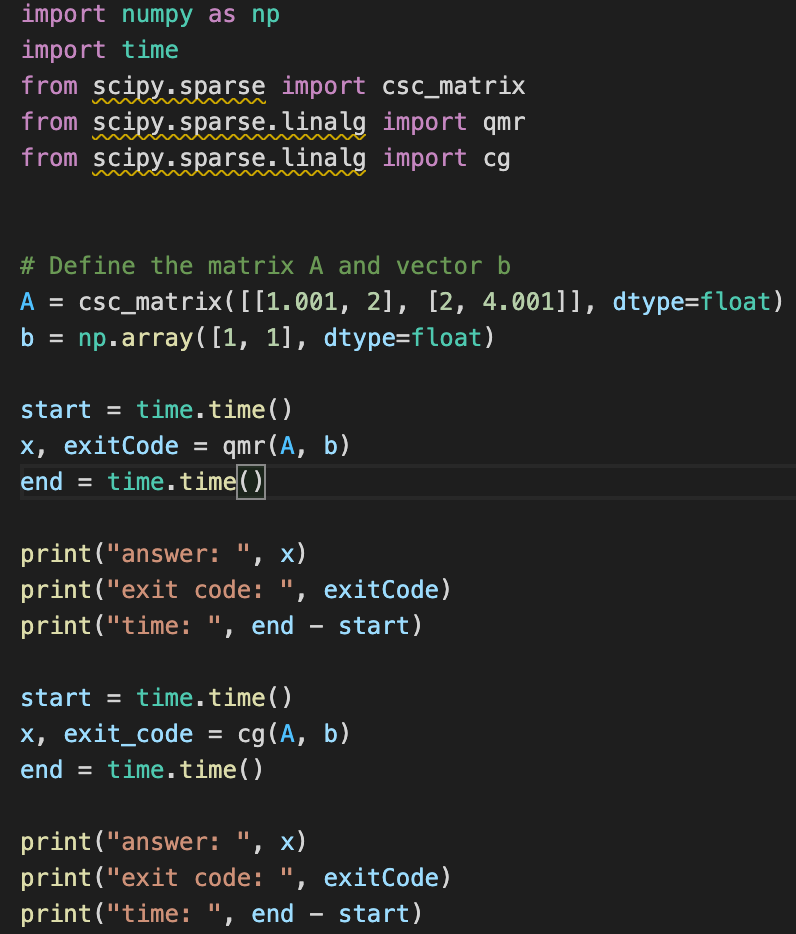 import numpy as np
import time
from scipy.sparse import csc_matrix
from scipy.sparse.linalg import qmr
from scipy.sparse.linalg import cg
# Define the matrix A and vector b
A = csc_matrix([[1.001, 2], [2, 4.001]], dtype=float)
b = np.array([1, 1], dtype=float)
start = time.time()
x, exitCode = qmr(A, b)
end = time.time()
print("answer: ", x)
print("exit code: ", exitCode)
print("time: ", end - start)
start = time.time()
x, exit_code = cg(A, b)
end = time.time()
print("answer: ", x)
print("exit code: ", exitCode)
print("time: ", end - start)